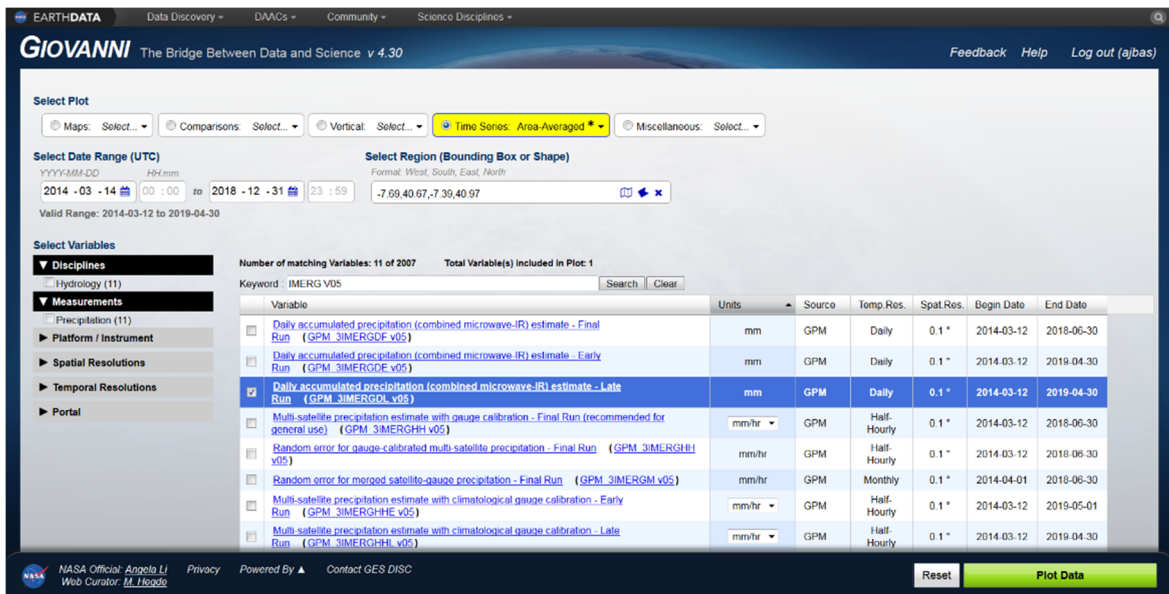 EARTHDATA Data Discovery DAACs Community Science Disciplines
GIOVANNI The Bridge Between Data and Science v 4.30 Feedback Help Log out (ajbas)
Select Plot
Maps: Select... Comparisons: Select... Vertical: Select... Time Series: Area-Averaged * Miscellaneous: Select...
Select Date Range (UTC) Select Region (Bounding Box or Shape)
YYYY-MM-DD HH:mm Format: West, South, East, North
2014 - 03 - 14 00 : 00 to 2018 - 12 - 31 23 : 59 -7.69,40.67,-7.39,40.97
Valid Range: 2014-03-12 to 2019-04-30
Select Variables
Disciplines
Hydrology (11)
Measurements
Precipitation (11)
Platform / Instrument
Spatial Resolutions
Temporal Resolutions
Portal
Number of matching Variables: 11 of 2007 Total Variable(s) included in Plot: 1
Keyword : IMERG V05 Search Clear
Variable Units Source Temp.Res. Spat.Res. Begin Date End Date
Daily accumulated precipitation (combined microwave-IR) estimate - Final
Run (GPM_3IMERGDF v05) mm GPM Daily 0.1 ° 2014-03-12 2018-06-30
Daily accumulated precipitation (combined microwave-IR) estimate - Early
Run (GPM_3IMERGDE v05) mm GPM Daily 0.1 ° 2014-03-12 2019-04-30
Daily accumulated precipitation (combined microwave-IR) estimate - Late
Run (GPM_3IMERGDL v05) mm GPM Daily 0.1 ° 2014-03-12 2019-04-30
Multi-satellite precipitation estimate with gauge calibration - Final Run (recommended for
general use) (GPM_3IMERGHH v05) mm/hr GPM Half-Hourly 0.1 ° 2014-03-12 2018-06-30
Random error for gauge-calibrated multi-satellite precipitation - Final Run (GPM_3IMERGHH
v05) mm/hr GPM Half-Hourly 0.1 ° 2014-03-12 2018-06-30
Random error for merged satellite-gauge precipitation - Final Run (GPM_3IMERGM v05) mm/hr GPM Monthly 0.1 ° 2014-04-01 2018-06-30
Multi-satellite precipitation estimate with climatological gauge calibration - Early
Run (GPM_3IMERGHHE v05) mm/hr GPM Half-Hourly 0.1 ° 2014-03-12 2019-05-01
Multi-satellite precipitation estimate with climatological gauge calibration - Late
Run (GPM_3IMERGHHL v05) mm/hr GPM Half-Hourly 0.1 ° 2014-03-12 2019-04-30
NASA NASA Official: Angela Li Privacy Powered By Contact GES DISC
Web Curator: M. Hegde
Reset Plot Data